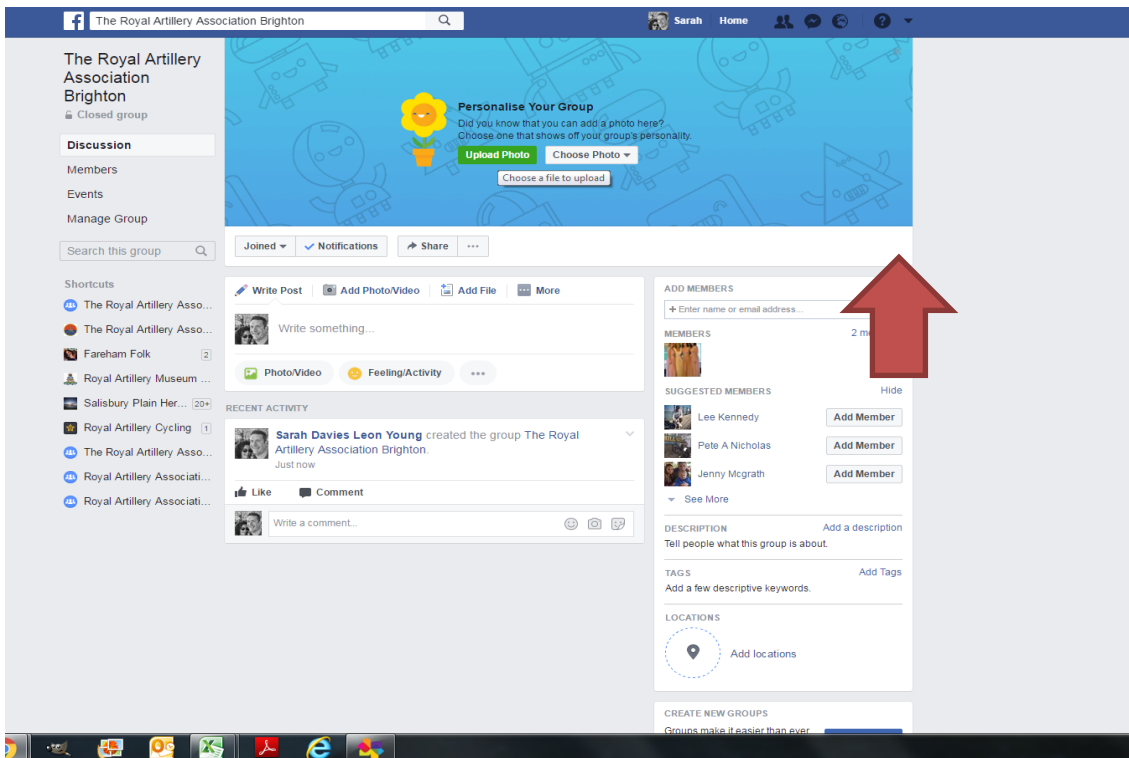 The Royal Artillery Association Brighton
Sarah Home
The Royal Artillery
Association
Brighton
Closed group
Discussion
Members
Events
Manage Group
Search this group
Shortcuts
The Royal Artillery Asso...
The Royal Artillery Asso...
Fareham Folk 2
Royal Artillery Museum ...
Salisbury Plain Her... 20+
Royal Artillery Cycling 1
The Royal Artillery Asso...
Royal Artillery Associati...
Royal Artillery Associati...
Personalise Your Group
Did you know that you can add a photo here?
Choose one that shows off your group's personality.
Upload Photo Choose Photo
Choose a file to upload
Joined Notifications Share ...
Write Post Add Photo/Video Add File More
Write something...
Photo/Video Feeling/Activity ...
RECENT ACTIVITY
Sarah Davies Leon Young created the group The Royal
Artillery Association Brighton.
Just now
Like Comment
Write a comment...
ADD MEMBERS
+ Enter name or email address...
MEMBERS 2
SUGGESTED MEMBERS Hide
Lee Kennedy Add Member
Pete A Nicholas Add Member
Jenny Mcgrath Add Member
See More
DESCRIPTION Add a description
Tell people what this group is about.
TAGS Add Tags
Add a few descriptive keywords.
LOCATIONS
Add locations
CREATE NEW GROUPS
Groups make it easier than ever